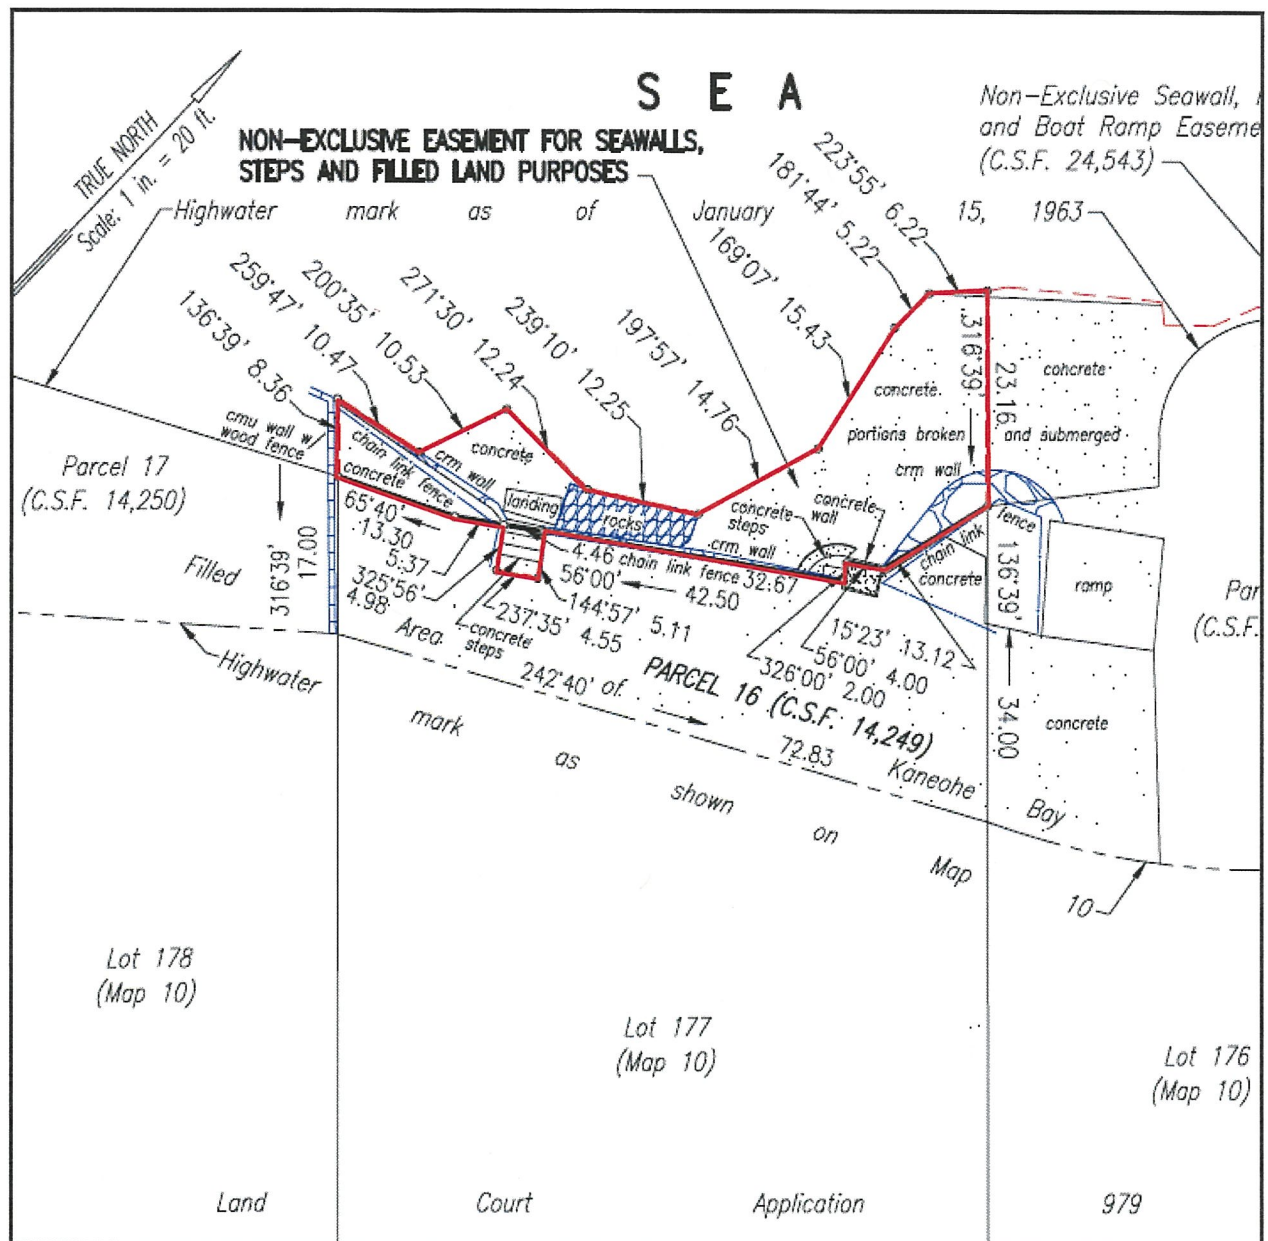 S E A
Non-Exclusive Seawall,
and Boat Ramp Easeme
(C.S.F. 24,543)
TRUE NORTH
Scale: 1 in. = 20 ft.
NON-EXCLUSIVE EASEMENT FOR SEAWALLS,
STEPS AND FILLED LAND PURPOSES
Highwater mark as of January 15, 1963
136°39' 8.36
259°47' 10.47
200°35' 10.53
271°30' 12.24
239°10' 12.25
197°57' 14.76
169°07' 15.43
181°44' 5.22
223°55' 6.22
316°39'
23.16
concrete
concrete
portions broken
and submerged
crm wall
cmu wall w/
wood fence
chain link fence
concrete
crm wall
concrete
landing
rocks
concrete
steps
concrete
wall
crm wall
chain link fence
concrete
ramp
Parcel 17
(C.S.F. 14,250)
Par
(C.S.F.
65°40'
13.30
5.37
325°56'
4.98
4.46 chain link fence 32.67
56°00' 42.50
144°57' 5.11
237°35' 4.55
concrete
steps
15°23' 13.12
56°00' 4.00
326°00' 2.00
316°39'
17.00
136°39'
34.00
Filled Area of Kaneohe Bay
PARCEL 16 (C.S.F. 14,249)
242°40'
72.83
concrete
Highwater mark as shown on Map 10
Lot 178
(Map 10)
Lot 177
(Map 10)
Lot 176
(Map 10)
Land Court Application 979